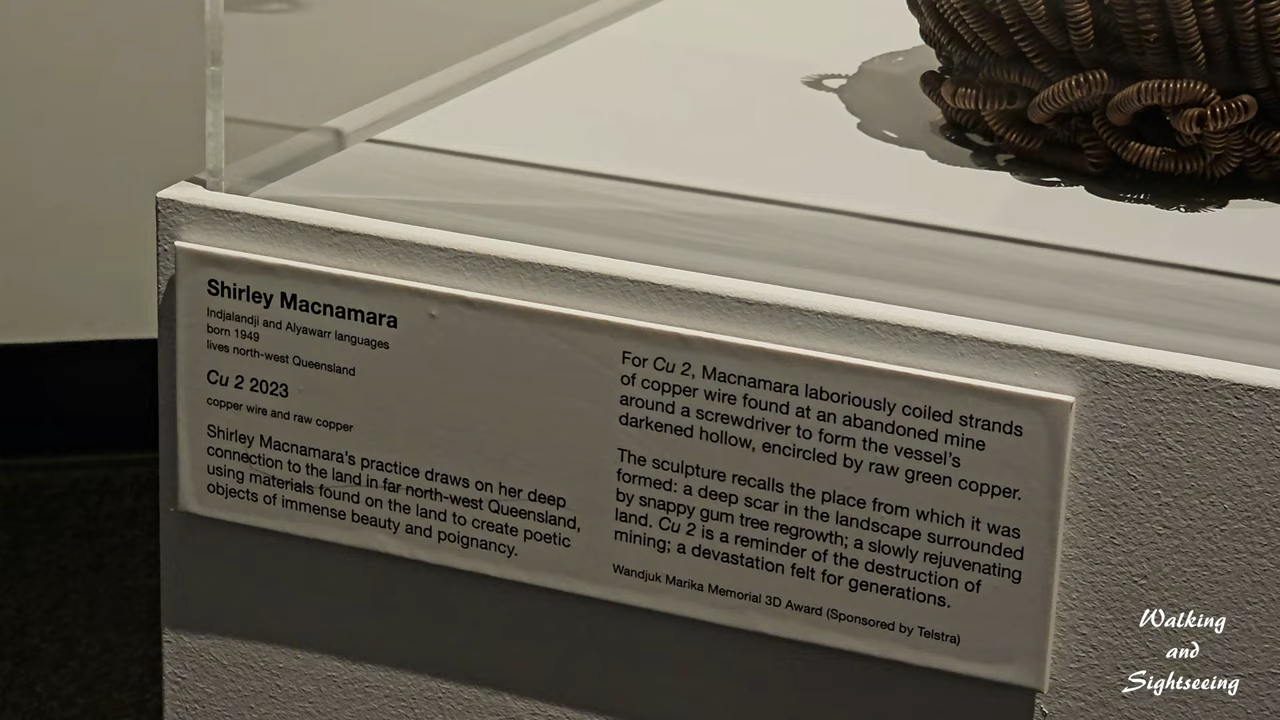 Shirley Macnamara
Indjalandji and Alyawarr languages
born 1949
lives north-west Queensland
Cu 2 2023
copper wire and raw copper
Shirley Macnamara's practice draws on her deep
connection to the land in far north-west Queensland,
using materials found on the land to create poetic
objects of immense beauty and poignancy.
For Cu 2, Macnamara laboriously coiled strands
of copper wire found at an abandoned mine
around a screwdriver to form the vessel's
darkened hollow, encircled by raw green copper.
The sculpture recalls the place from which it was
formed: a deep scar in the landscape surrounded
by snappy gum tree regrowth; a slowly rejuvenating
land. Cu 2 is a reminder of the destruction of
mining; a devastation felt for generations.
Wandjuk Marika Memorial 3D Award (Sponsored by Telstra)
Walking
and
Sightseeing